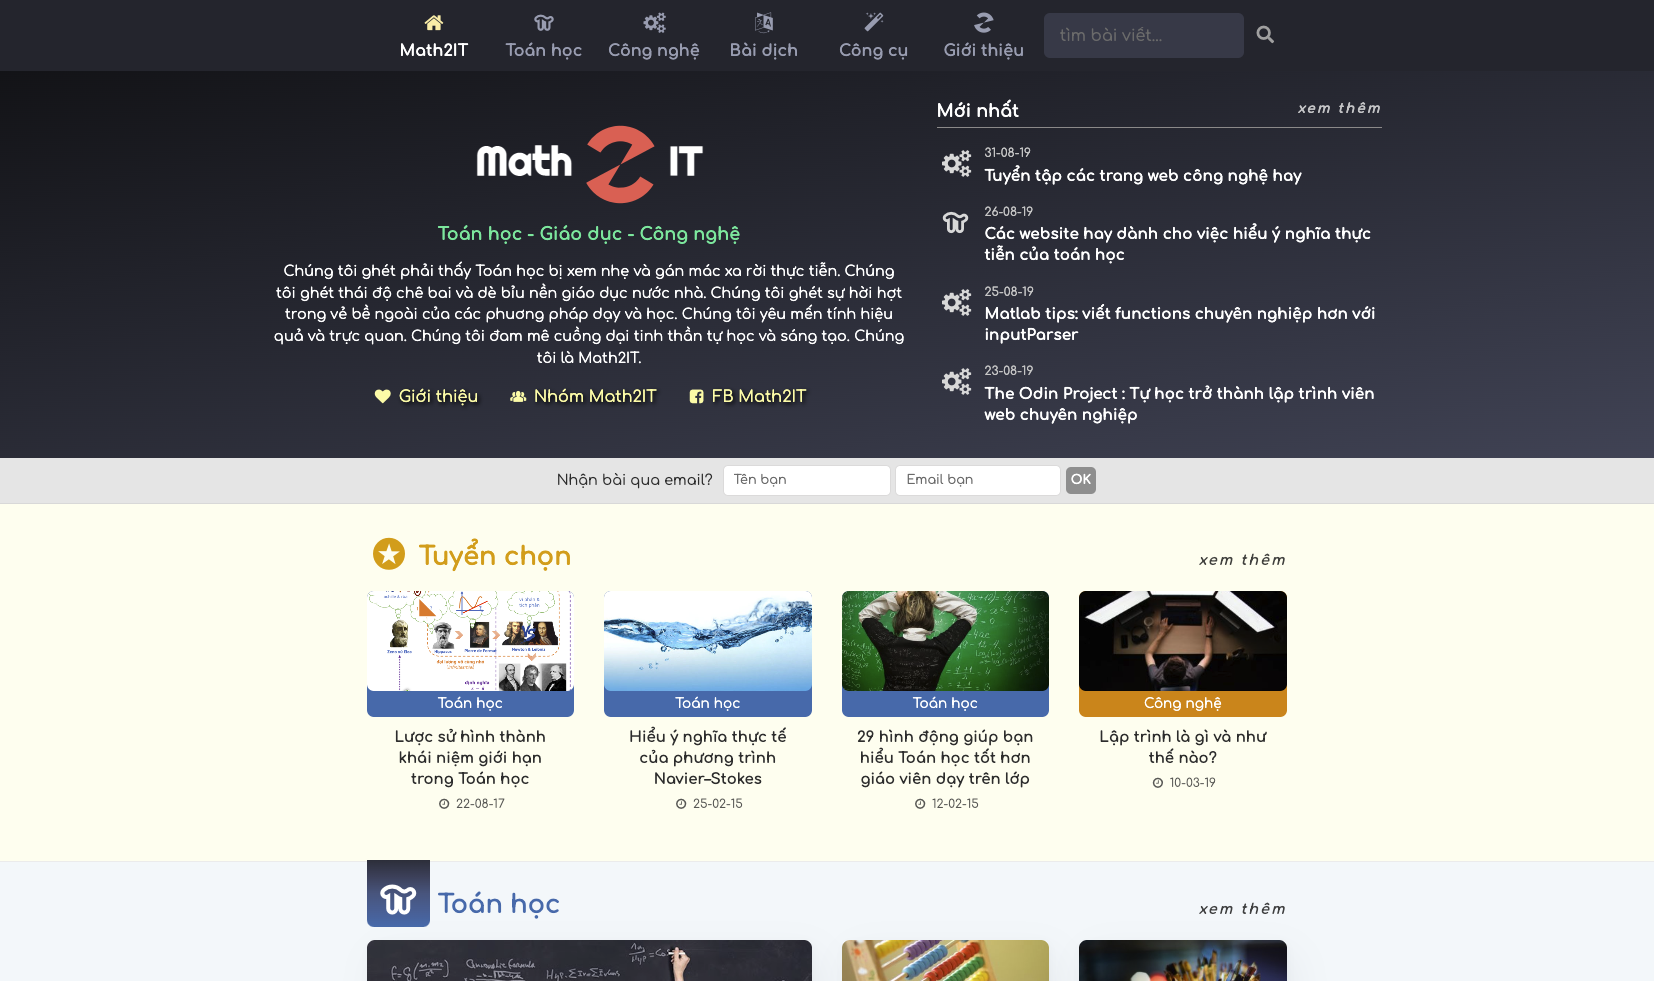 Math2IT
Toán học
Công nghệ
Bài dịch
Công cụ
Giới thiệu
tìm bài viết...
Math 2 IT
Toán học - Giáo dục - Công nghệ
Chúng tôi ghét phải thấy Toán học bị xem nhẹ và gán mác xa rời thực tiễn. Chúng
tôi ghét thái độ chê bai và dè bỉu nền giáo dục nước nhà. Chúng tôi ghét sự hời hợt
trong vẻ bề ngoài của các phương pháp dạy và học. Chúng tôi yêu mến tính hiệu
quả và trực quan. Chúng tôi đam mê cuồng dại tinh thần tự học và sáng tạo. Chúng
tôi là Math2IT.
Giới thiệu
Nhóm Math2IT
FB Math2IT
Mới nhất
xem thêm
31-08-19
Tuyển tập các trang web công nghệ hay
26-08-19
Các website hay dành cho việc hiểu ý nghĩa thực
tiễn của toán học
25-08-19
Matlab tips: viết functions chuyên nghiệp hơn với
inputParser
23-08-19
The Odin Project : Tự học trở thành lập trình viên
web chuyên nghiệp
Nhận bài qua email?
Tên bạn
Email bạn
OK
Tuyển chọn
xem thêm
Toán học
Lược sử hình thành
khái niệm giới hạn
trong Toán học
22-08-17
Toán học
Hiểu ý nghĩa thực tế
của phương trình
Navier–Stokes
25-02-15
Toán học
29 hình động giúp bạn
hiểu Toán học tốt hơn
giáo viên dạy trên lớp
12-02-15
Công nghệ
Lập trình là gì và như
thế nào?
10-03-19
Toán học
xem thêm